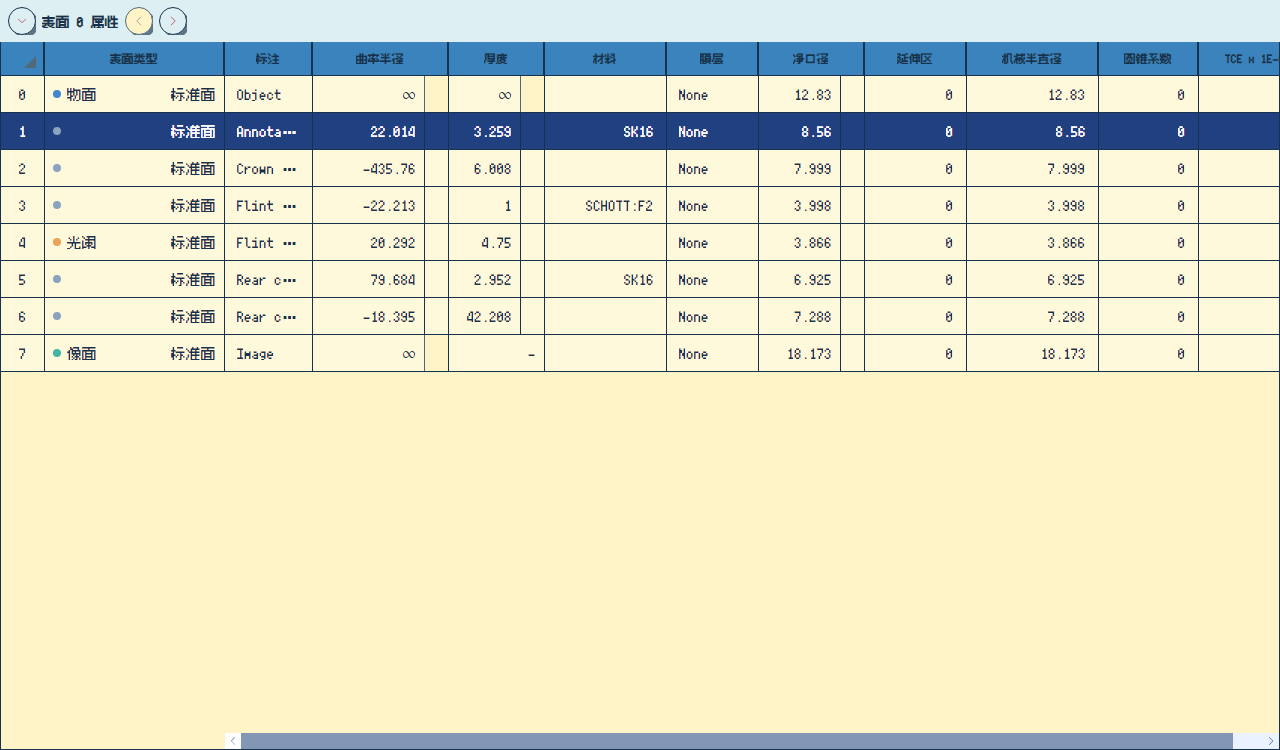 表面 0 属性
表面类型 标注 曲率半径 厚度 材料 膜层 净口径 延伸区 机械半直径 圆锥系数 TCE x 1E-
0 物面 标准面 Object ∞ ∞ None 12.83 0 12.83 0
1 标准面 Annota… 22.014 3.259 SK16 None 8.56 0 8.56 0
2 标准面 Crown … -435.76 6.008 None 7.999 0 7.999 0
3 标准面 Flint … -22.213 1 SCHOTT:F2 None 3.998 0 3.998 0
4 光阑 标准面 Flint … 20.292 4.75 None 3.866 0 3.866 0
5 标准面 Rear c… 79.684 2.952 SK16 None 6.925 0 6.925 0
6 标准面 Rear c… -18.395 42.208 None 7.288 0 7.288 0
7 像面 标准面 Image ∞ - None 18.173 0 18.173 0